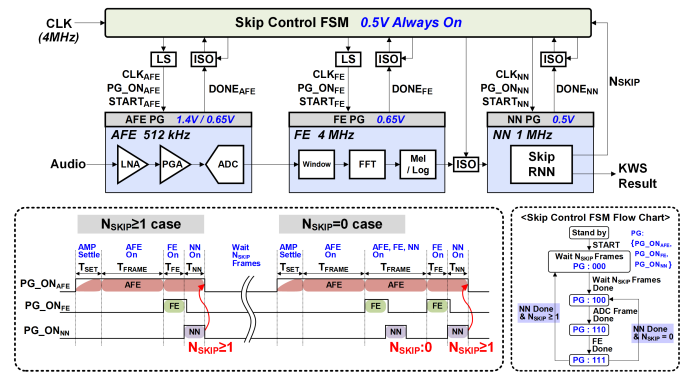 CLK
(4MHz)
Skip Control FSM 0.5V Always On
LS
ISO
LS
ISO
ISO
CLKAFE
PG_ONAFE
STARTAFE
DONEAFE
CLKFE
PG_ONFE
STARTFE
DONEFE
CLKNN
PG_ONNN
STARTNN
DONENN
NSKIP
AFE PG 1.4V / 0.65V
FE PG 0.65V
NN PG 0.5V
AFE 512 kHz
FE 4 MHz
NN 1 MHz
Audio
LNA
PGA
ADC
Window
FFT
Mel
/ Log
ISO
Skip
RNN
KWS
Result
NSKIP≥1 case
NSKIP=0 case
AMP
Settle
AFE
On
FE
On
NN
On
Wait
NSKIP
Frames
AMP
Settle
AFE
On
AFE, FE, NN
On
FE
On
NN
On
TSET
TFRAME
TFE
TNN
TSET
TFRAME
TFRAME
TFE
TNN
PG_ONAFE
AFE
AFE
AFE
PG_ONFE
FE
FE
FE
PG_ONNN
NN
NN
NN
NSKIP≥1
NSKIP:0
NSKIP≥1
<Skip Control FSM Flow Chart>
Stand by
START
PG:
{PG_ONAFE,
PG_ONFE,
PG_ONNN}
Wait NSKIP Frames
PG : 000
Wait NSKIP Frames
Done
PG : 100
ADC Frame
Done
PG : 110
FE
Done
PG : 111
NN Done
& NSKIP ≥ 1
NN Done
& NSKIP = 0